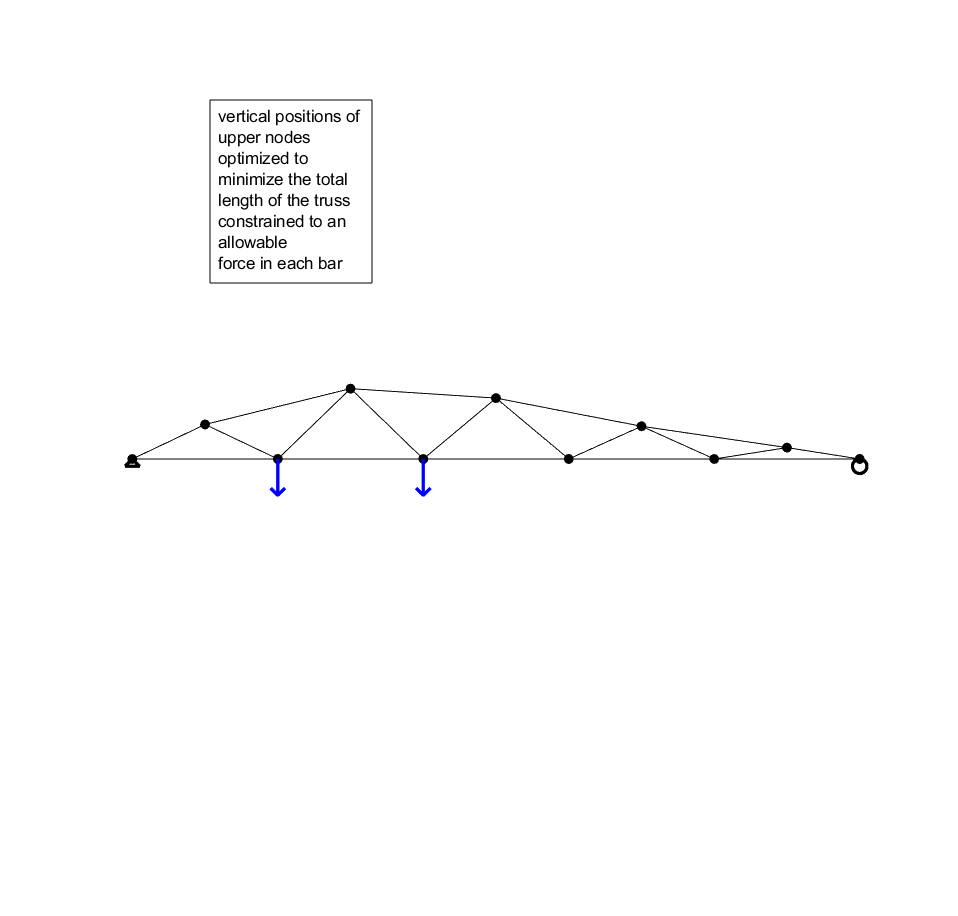 vertical positions of
upper nodes
optimized to
minimize the total
length of the truss
constrained to an
allowable
force in each bar